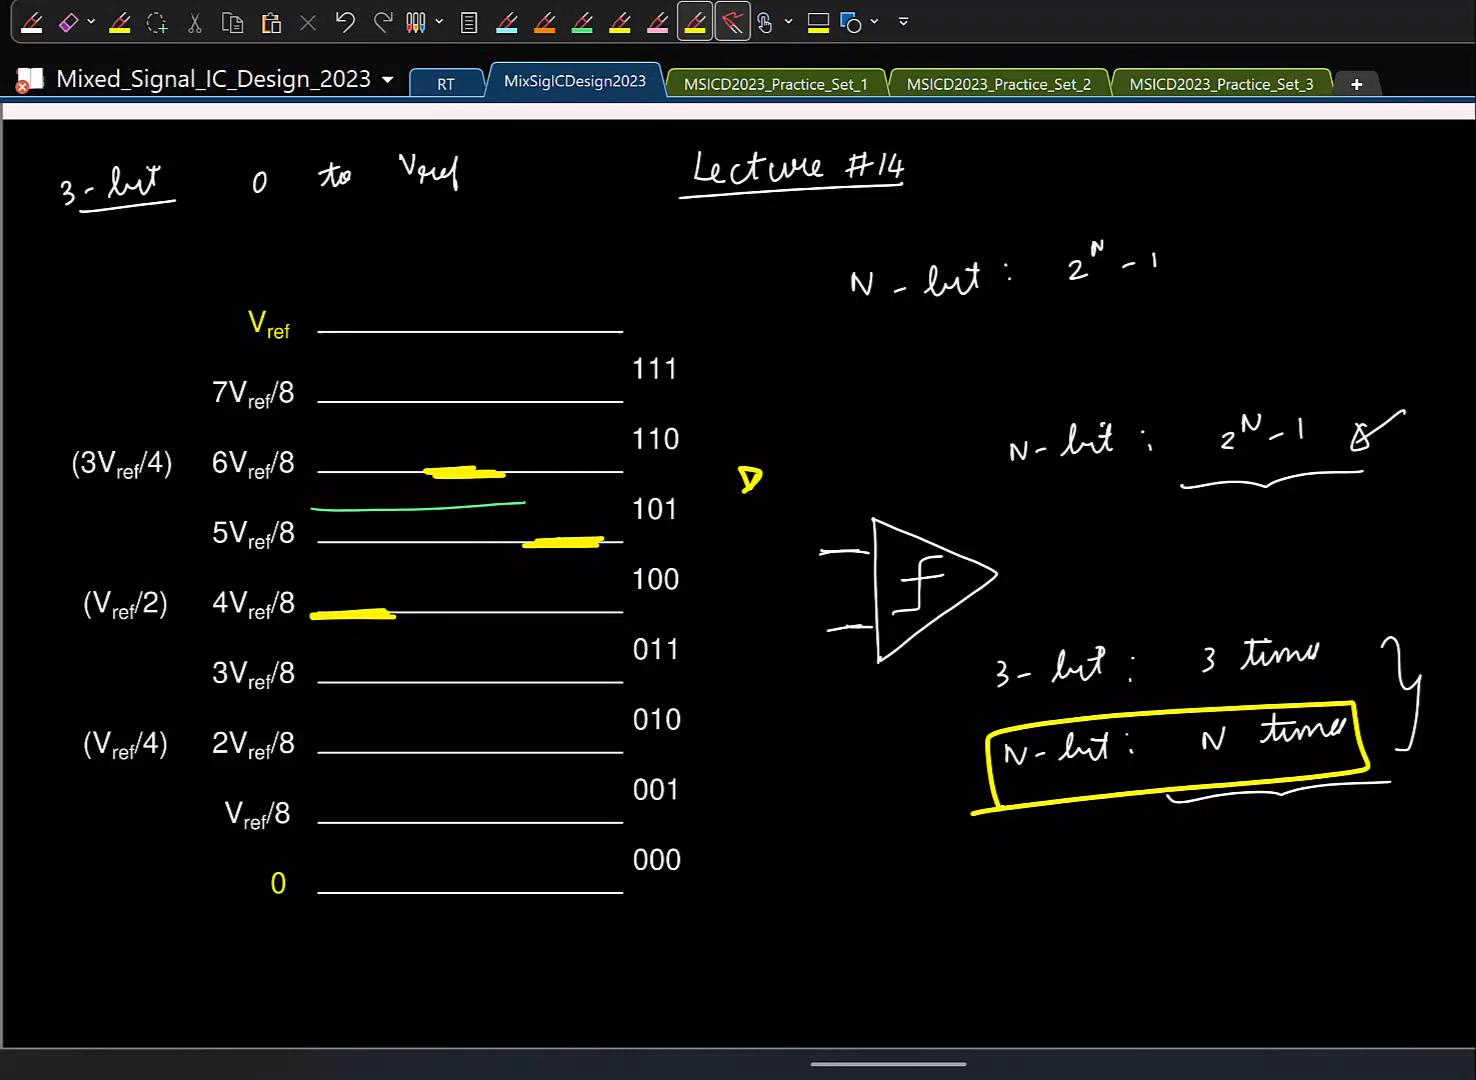 Mixed_Signal_IC_Design_2023 RT MixSigICDesign2023 MSICD2023_Practice_Set_1 MSICD2023_Practice_Set_2 MSICD2023_Practice_Set_3 +
3-bit 0 to Vref Lecture #14
N-bit: 2^N-1
Vref
111
7Vref/8
110
(3Vref/4) 6Vref/8
101
5Vref/8
100
(Vref/2) 4Vref/8
011
3Vref/8
010
(Vref/4) 2Vref/8
001
Vref/8
000
0
N-bit: 2^N-1
3-bit: 3 times
N-bit: N times